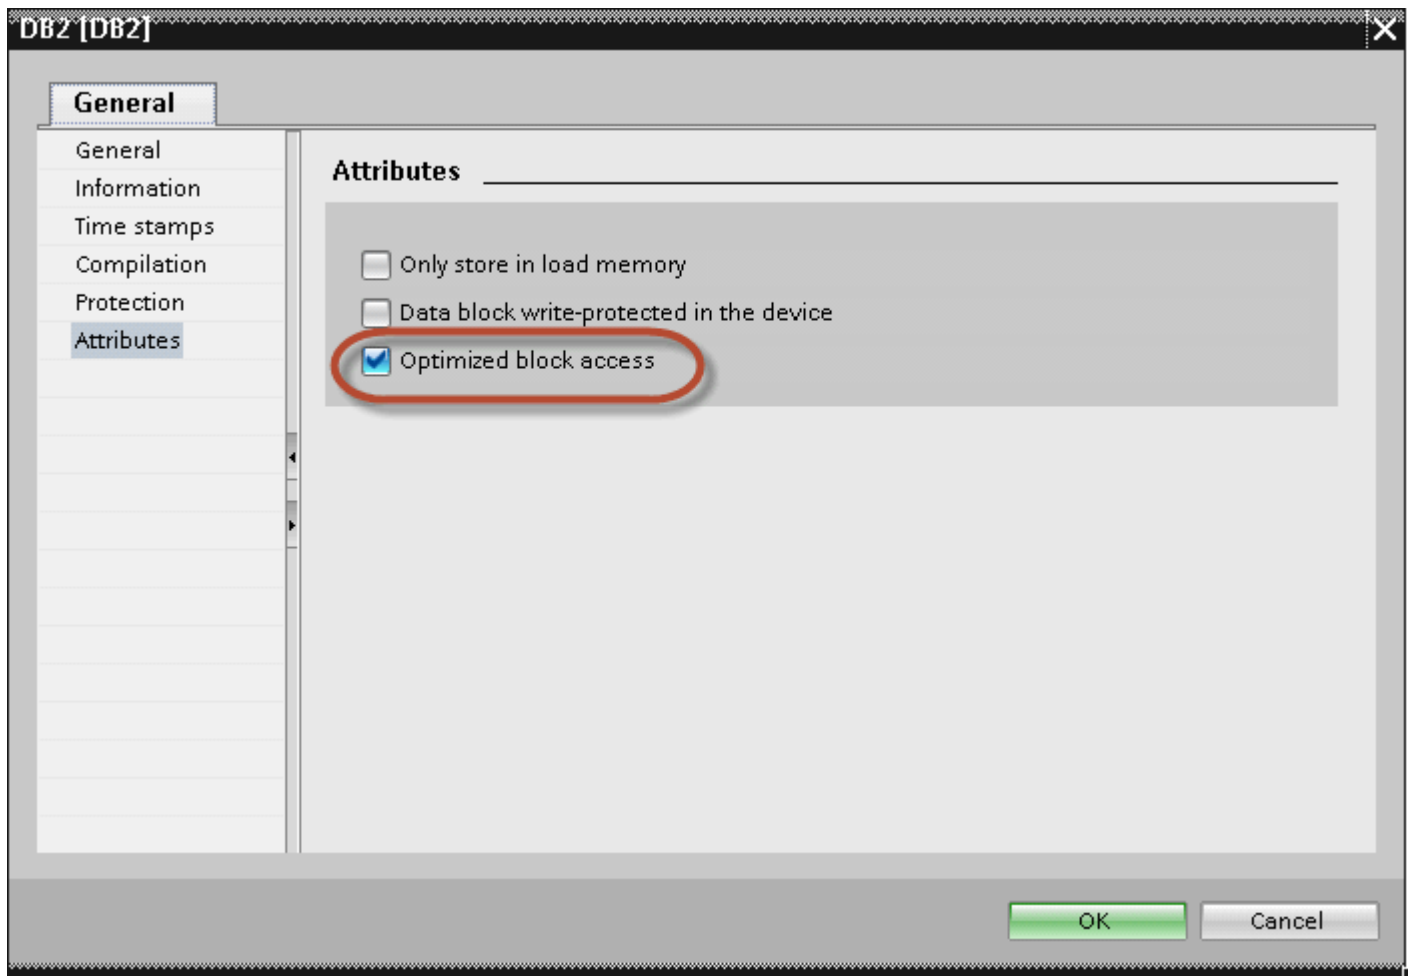 DB2 [DB2]
General
General
Information
Time stamps
Compilation
Protection
Attributes
Attributes
Only store in load memory
Data block write-protected in the device
Optimized block access
OK
Cancel